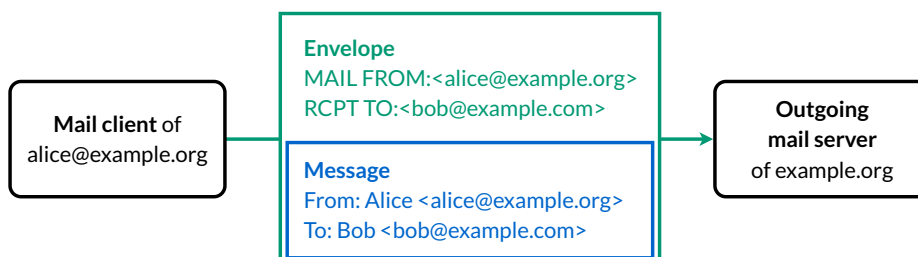 Mail client of
alice@example.org
Envelope
MAIL FROM:<alice@example.org>
RCPT TO:<bob@example.com>
Message
From: Alice <alice@example.org>
To: Bob <bob@example.com>
Outgoing
mail server
of example.org